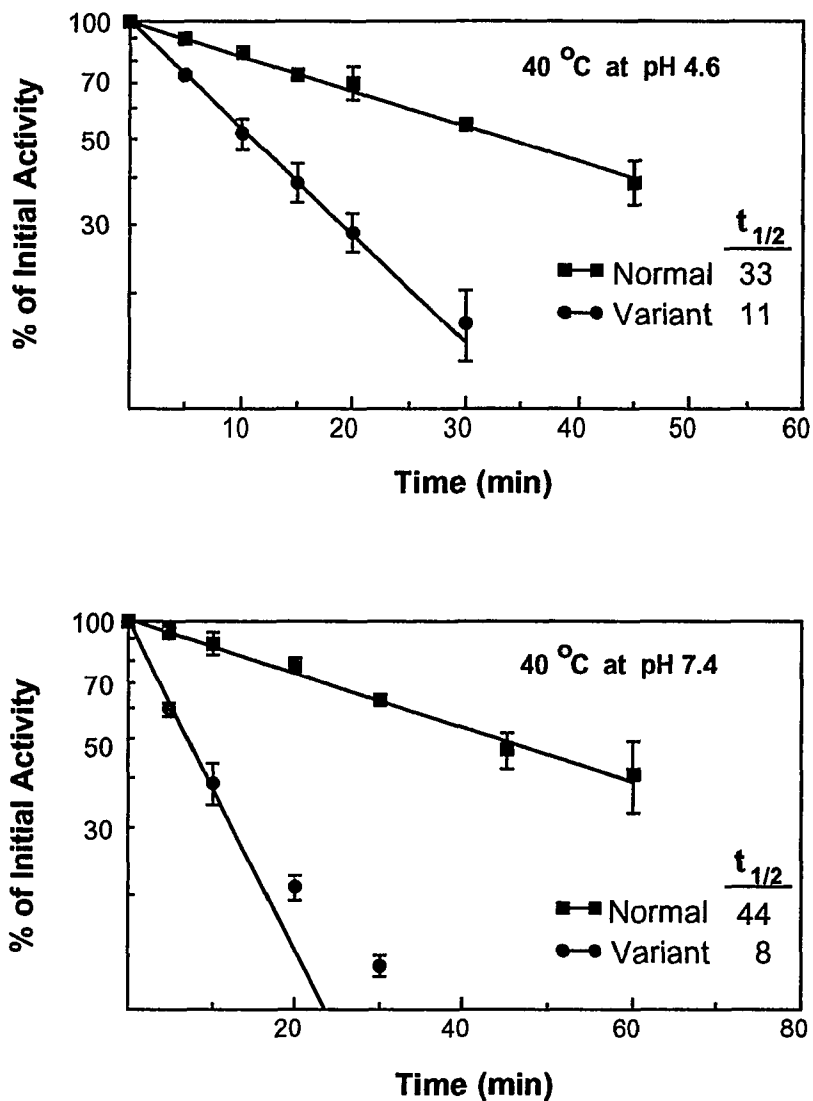 100
70
50
30
% of Initial Activity
40 °C at pH 4.6
t1/2
Normal 33
Variant 11
10 20 30 40 50 60
Time (min)
100
70
50
30
% of Initial Activity
40 °C at pH 7.4
t1/2
Normal 44
Variant 8
20 40 60 80
Time (min)